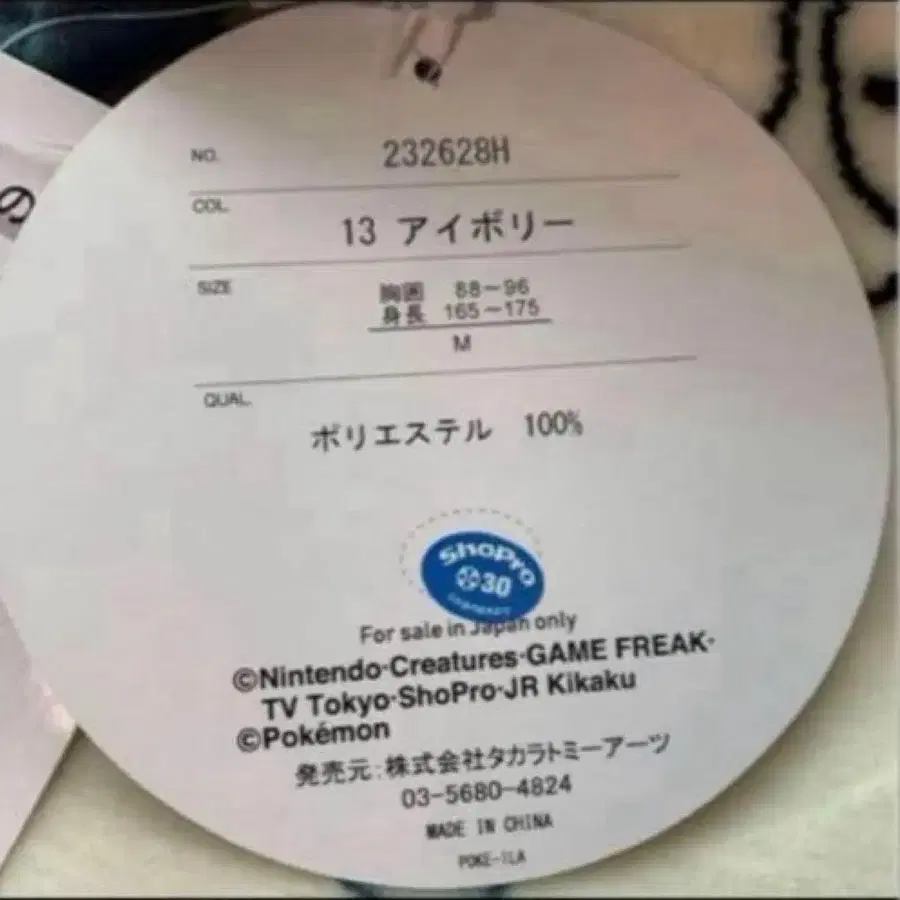 の
NO. 232628H
COL. 13 アイボリー
SIZE 胸囲 88〜96
身長 165〜175
M
QUAL. ポリエステル 100%
ShoPro
30
For sale in Japan only
©Nintendo·Creatures·GAME FREAK·
TV Tokyo·ShoPro·JR Kikaku
©Pokémon
発売元:株式会社タカラトミーアーツ
03-5680-4824
MADE IN CHINA
POKE-ILA